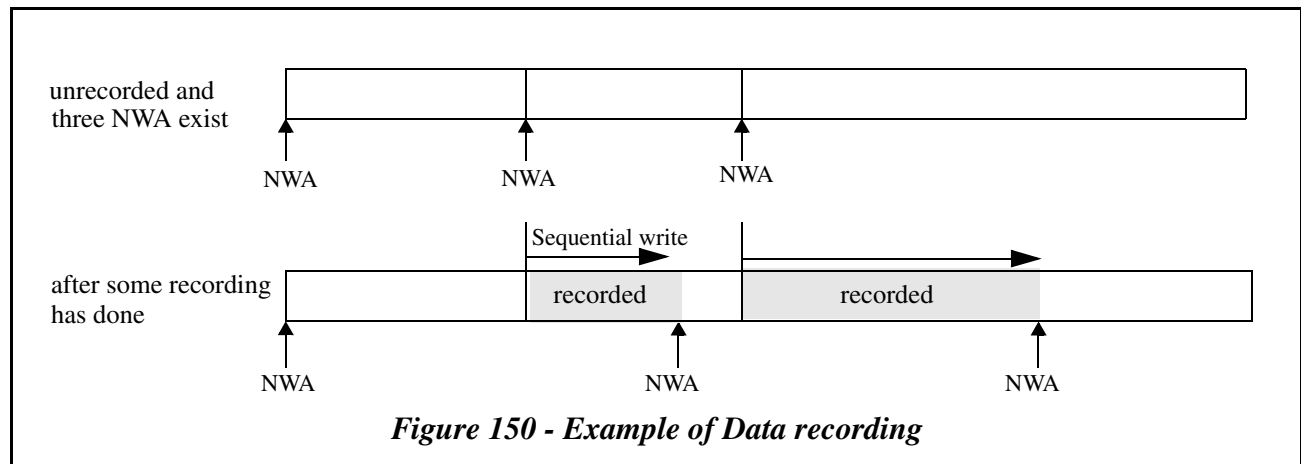 unrecorded and
three NWA exist
NWA
NWA
NWA
Sequential write
after some recording
has done
recorded
recorded
NWA
NWA
NWA
Figure 150 - Example of Data recording